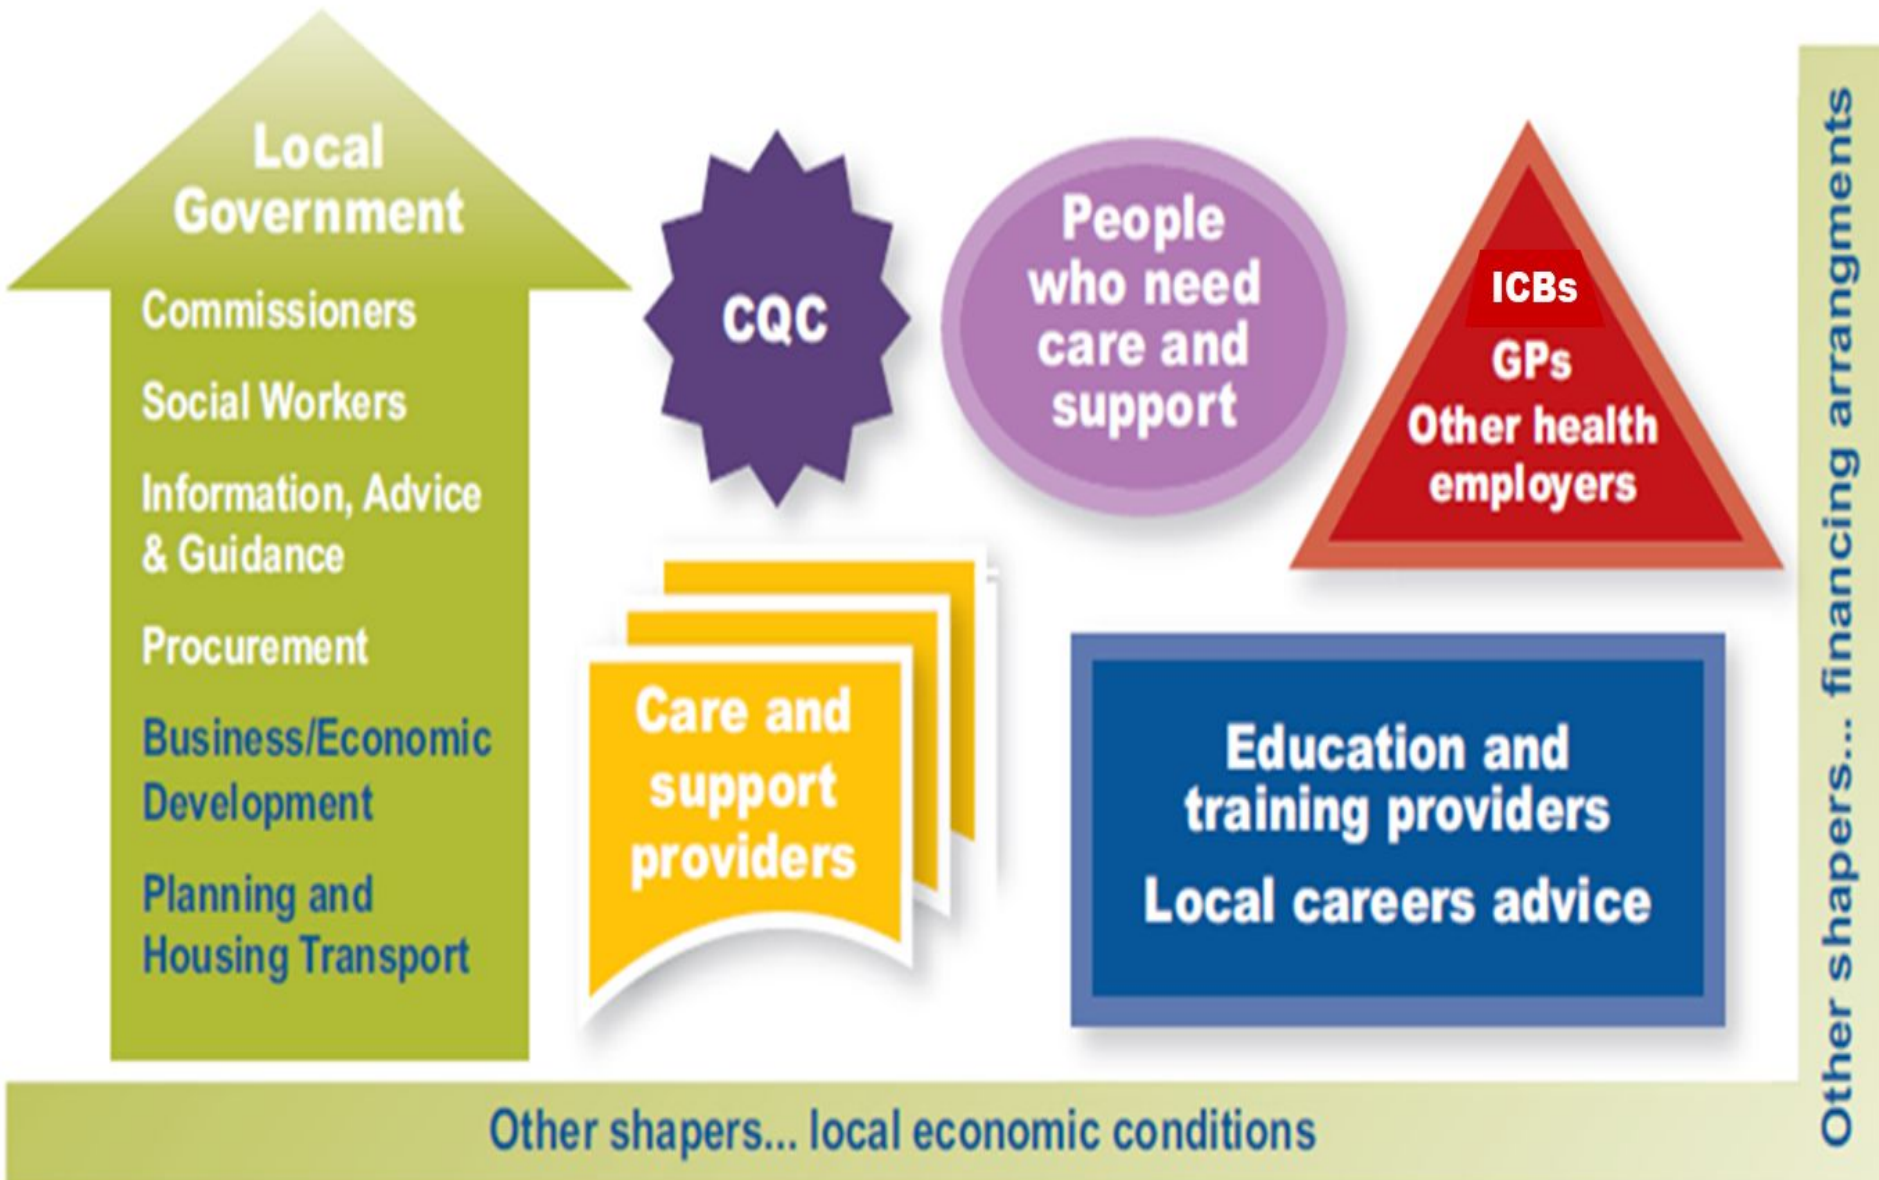 Local
Government
Commissioners
Social Workers
Information, Advice
& Guidance
Procurement
Business/Economic
Development
Planning and
Housing Transport
CQC
People
who need
care and
support
ICBs
GPs
Other health
employers
Care and
support
providers
Education and
training providers
Local careers advice
Other shapers... local economic conditions
Other shapers... financing arrangments